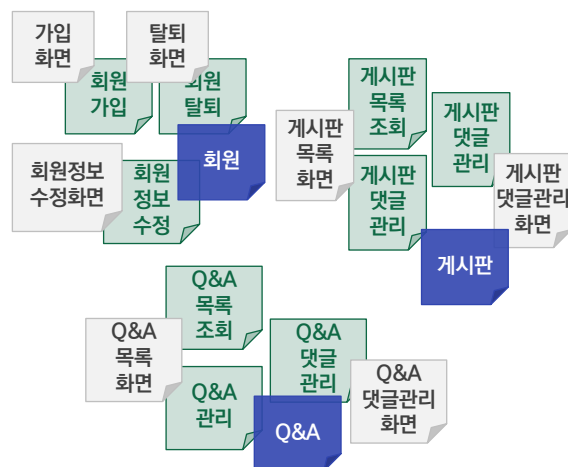 가입
화면
탈퇴
화면
회원
가입
회원
탈퇴
회원정보
수정화면
회원
정보
수정
회원
게시판
목록
조회
게시판
댓글
관리
게시판
목록
화면
게시판
댓글
관리
게시판
댓글관리
화면
게시판
Q&A
목록
조회
Q&A
목록
화면
Q&A
댓글
관리
Q&A
관리
Q&A
댓글관리
화면
Q&A